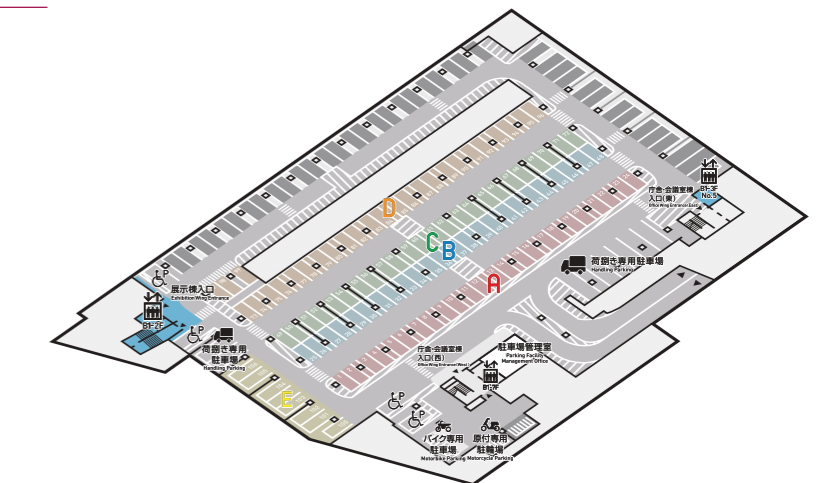 B1-3F
No.5
庁舎・会議室棟
入口(東)
Office Wing Entrance(East)
D
C
B
荷捌き専用駐車場
Handling Parking
P
展示棟入口
Exhibition Wing Entrance
A
B1-2F
P
荷捌き専用
駐車場
Handling Parking
庁舎・会議室棟
入口(西)
Office Wing Entrance(West)
駐車場管理室
Parking Facility
Management Office
B1-7F
E
P
P
バイク専用
駐車場
Motorbike Parking
原付専用
駐輪場
Motorcycle Parking